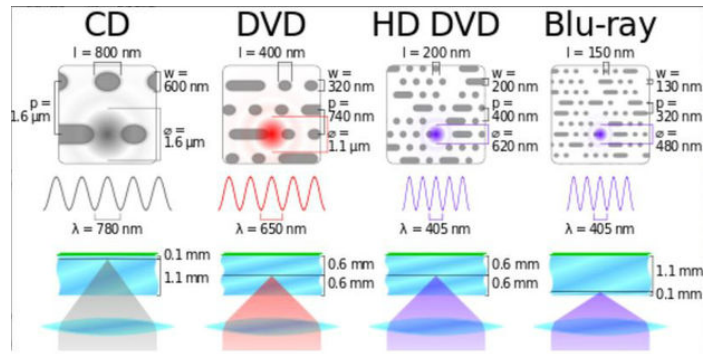 CD
l = 800 nm
w =
600 nm
p =
1.6 µm
⌀ =
1.6 µm
λ = 780 nm
0.1 mm
1.1 mm
DVD
l = 400 nm
w =
320 nm
p =
740 nm
⌀ =
1.1 µm
λ = 650 nm
0.6 mm
0.6 mm
HD DVD
l = 200 nm
w =
200 nm
p =
400 nm
⌀ =
620 nm
λ = 405 nm
0.6 mm
0.6 mm
Blu-ray
l = 150 nm
w =
130 nm
p =
320 nm
⌀ =
480 nm
λ = 405 nm
1.1 mm
0.1 mm